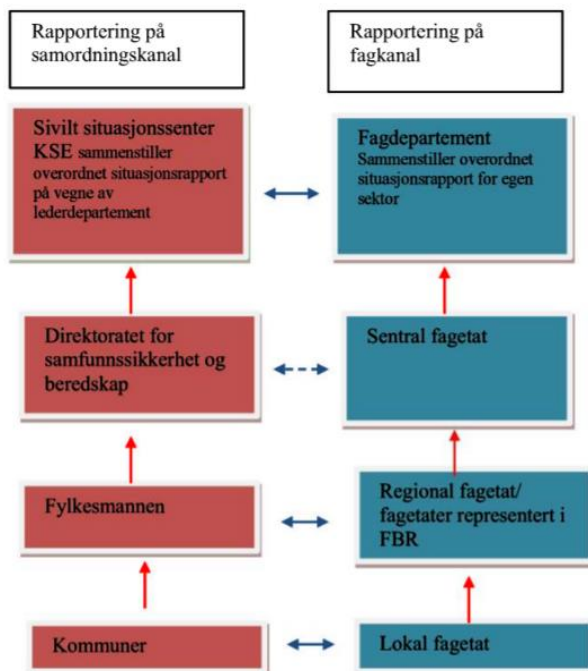 Rapportering på
samordningskanal
Rapportering på
fagkanal
Sivilt situasjonssenter
KSE sammenstiller
overordnet situasjonsrapport
på vegne av
lederdepartement
Fagdepartement
Sammenstiller overordnet
situasjonsrapport for egen
sektor
Direktoratet for
samfunnssikkerhet og
beredskap
Sentral fagetat
Fylkesmannen
Regional fagetat/
fagetater representert i
FBR
Kommuner
Lokal fagetat